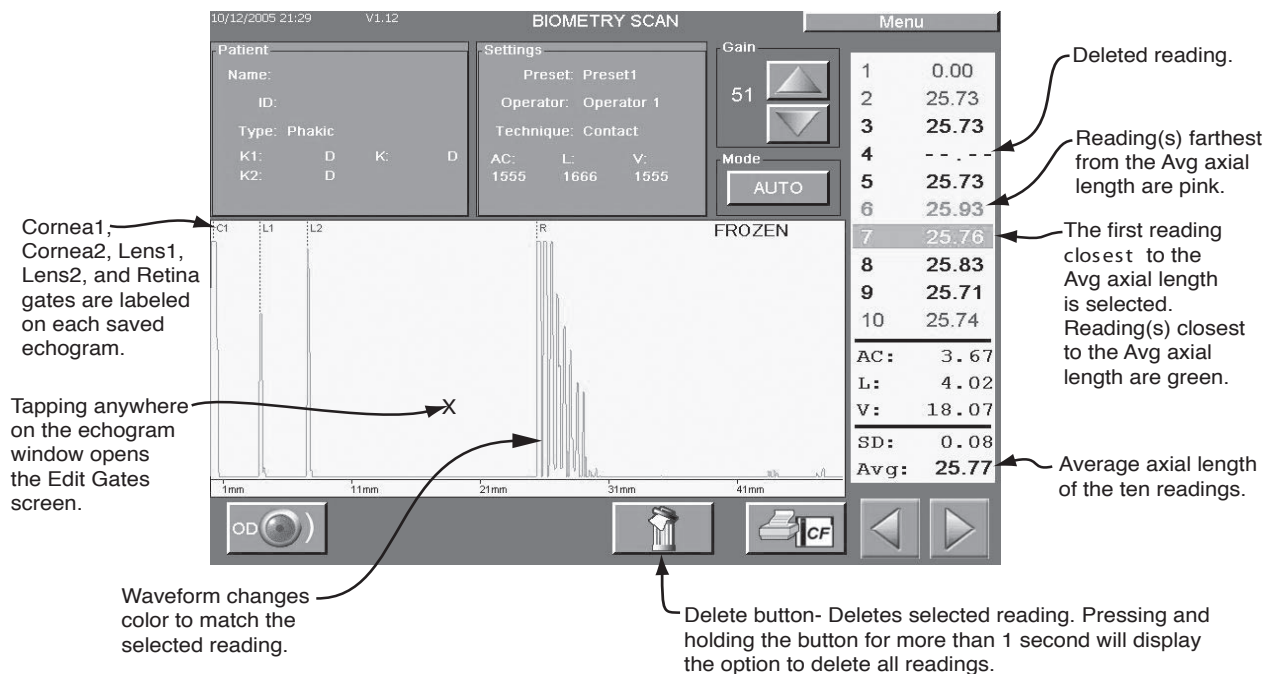 10/12/2005 21:29 V1.12 BIOMETRY SCAN Menu
Patient
Name:
ID:
Type: Phakic
K1: D K: D
K2: D
Settings
Preset: Preset1
Operator: Operator 1
Technique: Contact
AC: L: V:
1555 1666 1555
Gain
51
Mode
AUTO
1 0.00
2 25.73
3 25.73
4 --.--
5 25.73
6 25.93
7 25.76
8 25.83
9 25.71
10 25.74
AC: 3.67
L: 4.02
V: 18.07
SD: 0.08
Avg: 25.77
C1 L1 L2 R FROZEN
X
1mm 11mm 21mm 31mm 41mm
OD
CF
Deleted reading.
Reading(s) farthest
from the Avg axial
length are pink.
The first reading
closest to the
Avg axial length
is selected.
Reading(s) closest
to the Avg axial
length are green.
Average axial length
of the ten readings.
Cornea1,
Cornea2, Lens1,
Lens2, and Retina
gates are labeled
on each saved
echogram.
Tapping anywhere
on the echogram
window opens
the Edit Gates
screen.
Waveform changes
color to match the
selected reading.
Delete button- Deletes selected reading. Pressing and
holding the button for more than 1 second will display
the option to delete all readings.